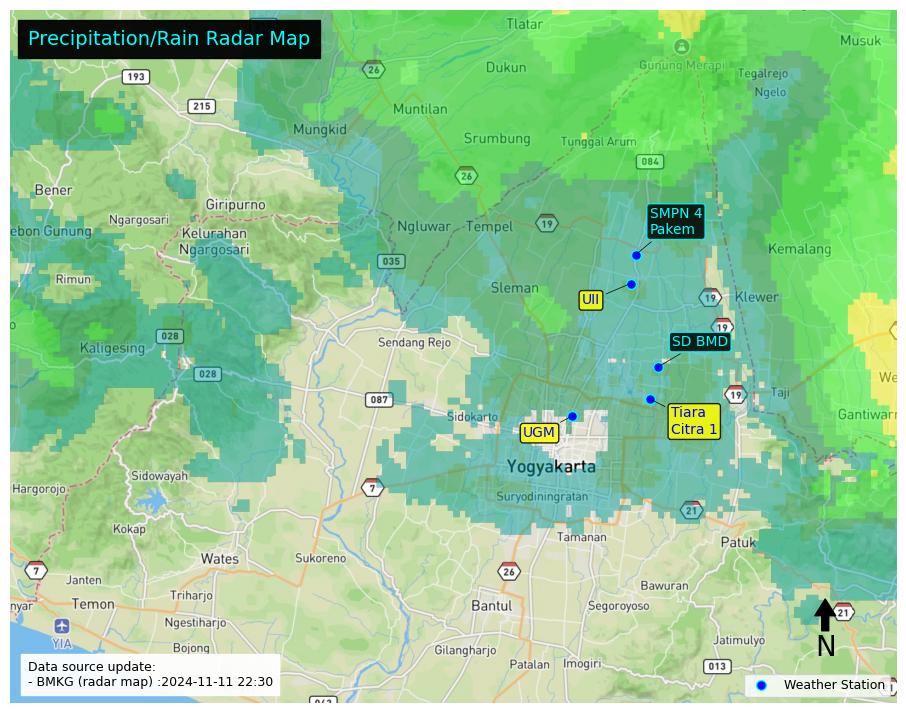 Precipitation/Rain Radar Map
Tlatar
Musuk
26
193
Dukun
Gunung Merapi
Tegalrejo
Ngelo
215
Muntilan
Mungkid
Srumbung
Tunggal Arum
084
26
Bener
Giripurno
Ngargosari
SMPN 4
Pakem
Ngluwar
Tempel
19
ebon Gunung
Kelurahan
Ngargosari
Kemalang
035
Rimun
Sleman
UII
19
Klewer
19
028
Sendang Rejo
SD BMD
Kaligesing
028
087
19
Taji
Sidokarto
UGM
Tiara
Citra 1
Gantiwar
Yogyakarta
Sidowayah
Hargorojo
7
Suryodiningratan
21
Kokap
Tamanan
Patuk
Wates
Sukoreno
7
26
Janten
Bawuran
Triharjo
nyar
Temon
Bantul
Segoroyoso
21
Ngestiharjo
YIA
N
Jatimulyo
Bojong
Gilangharjo
Patalan
Imogiri
013
Data source update:
- BMKG (radar map) :2024-11-11 22:30
Weather Station